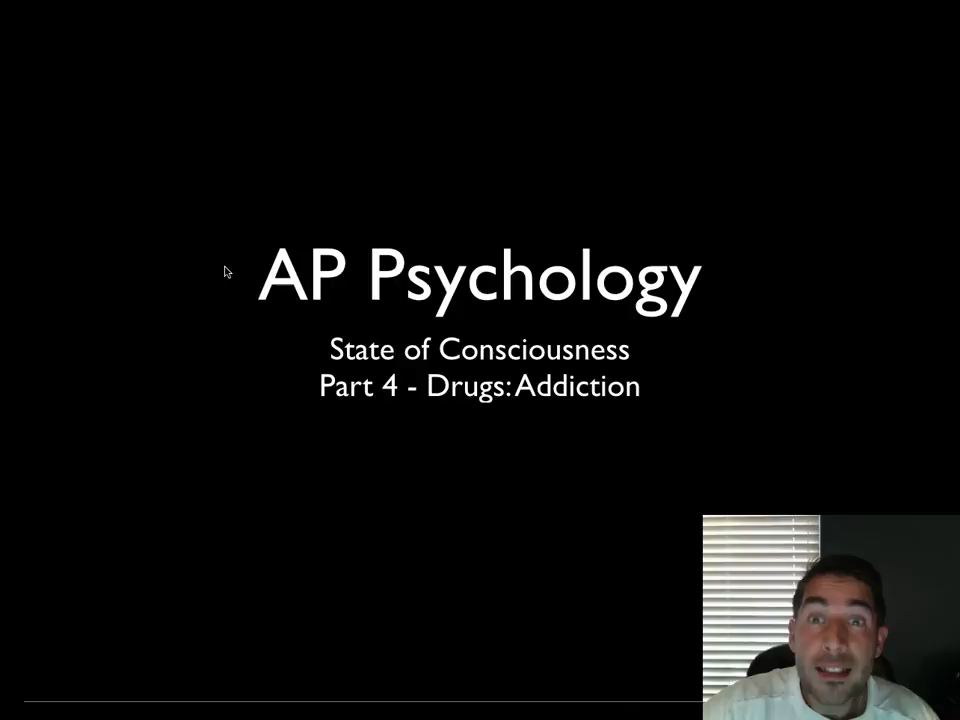 AP Psychology
State of Consciousness
Part 4 - Drugs: Addiction